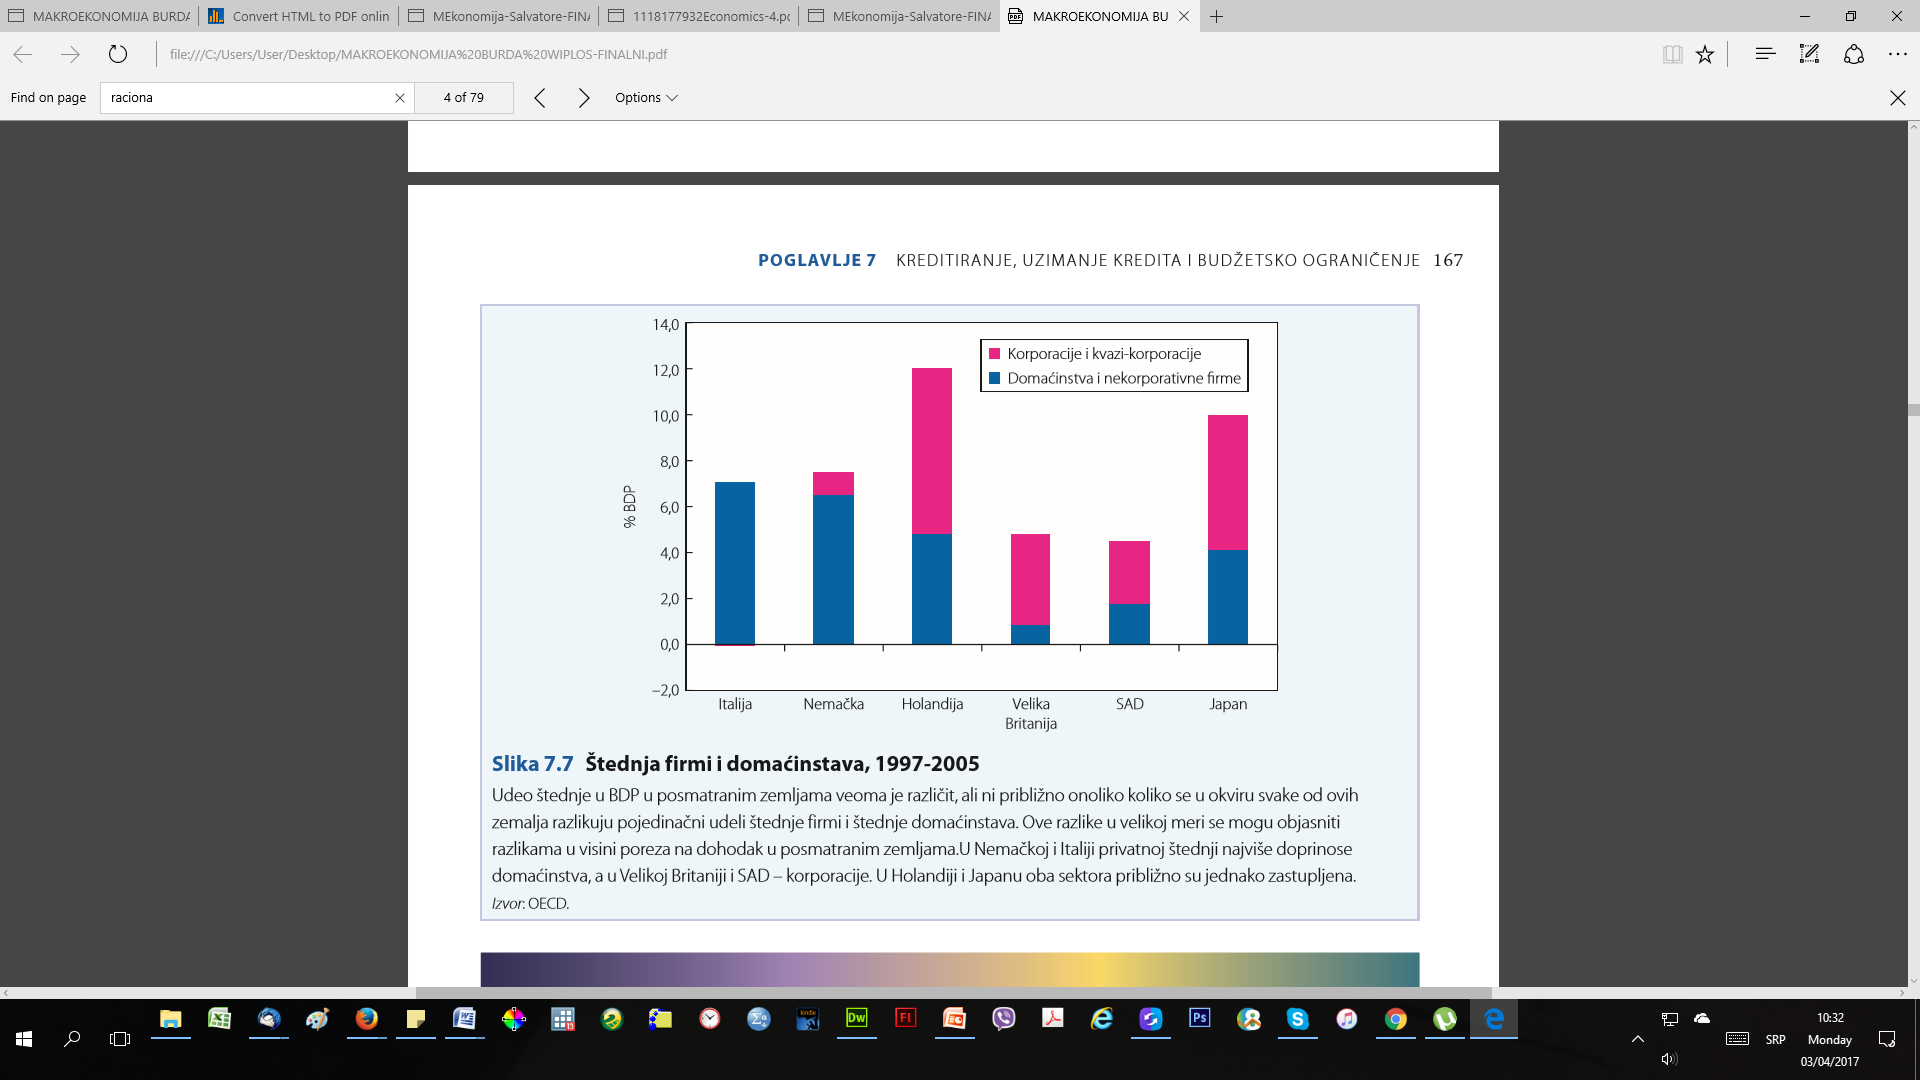 MAKROEKONOMIJA BURDA
Convert HTML to PDF onlin
MEkonomija-Salvatore-FINA
1118177932Economics-4.pd
MEkonomija-Salvatore-FINA
MAKROEKONOMIJA BU
file:///C:/Users/User/Desktop/MAKROEKONOMIJA%20BURDA%20WIPLOS-FINALNI.pdf
Find on page
raciona
4 of 79
Options
POGLAVLJE 7 KREDITIRANJE, UZIMANJE KREDITA I BUDŽETSKO OGRANIČENJE 167
14,0
12,0
10,0
8,0
6,0
4,0
2,0
0,0
–2,0
% BDP
Korporacije i kvazi-korporacije
Domaćinstva i nekorporativne firme
Italija
Nemačka
Holandija
Velika
Britanija
SAD
Japan
Slika 7.7 Štednja firmi i domaćinstava, 1997-2005
Udeo štednje u BDP u posmatranim zemljama veoma je različit, ali ni približno onoliko koliko se u okviru svake od ovih
zemalja razlikuju pojedinačni udeli štednje firmi i štednje domaćinstava. Ove razlike u velikoj meri se mogu objasniti
razlikama u visini poreza na dohodak u posmatranim zemljama.U Nemačkoj i Italiji privatnoj štednji najviše doprinose
domaćinstva, a u Velikoj Britaniji i SAD – korporacije. U Holandiji i Japanu oba sektora približno su jednako zastupljena.
Izvor: OECD.
13
kindle
Dw
Fl
Ps
SRP
10:32
Monday
03/04/2017